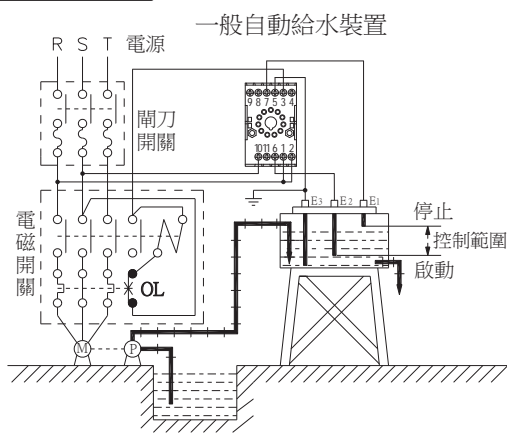 一般自動給水裝置
R S T 電源
閘刀
開關
9 8 7 5 3 4
10 11 6 1 2
E3 E2 E1
停止
控制範圍
啟動
電磁開關
OL
M P